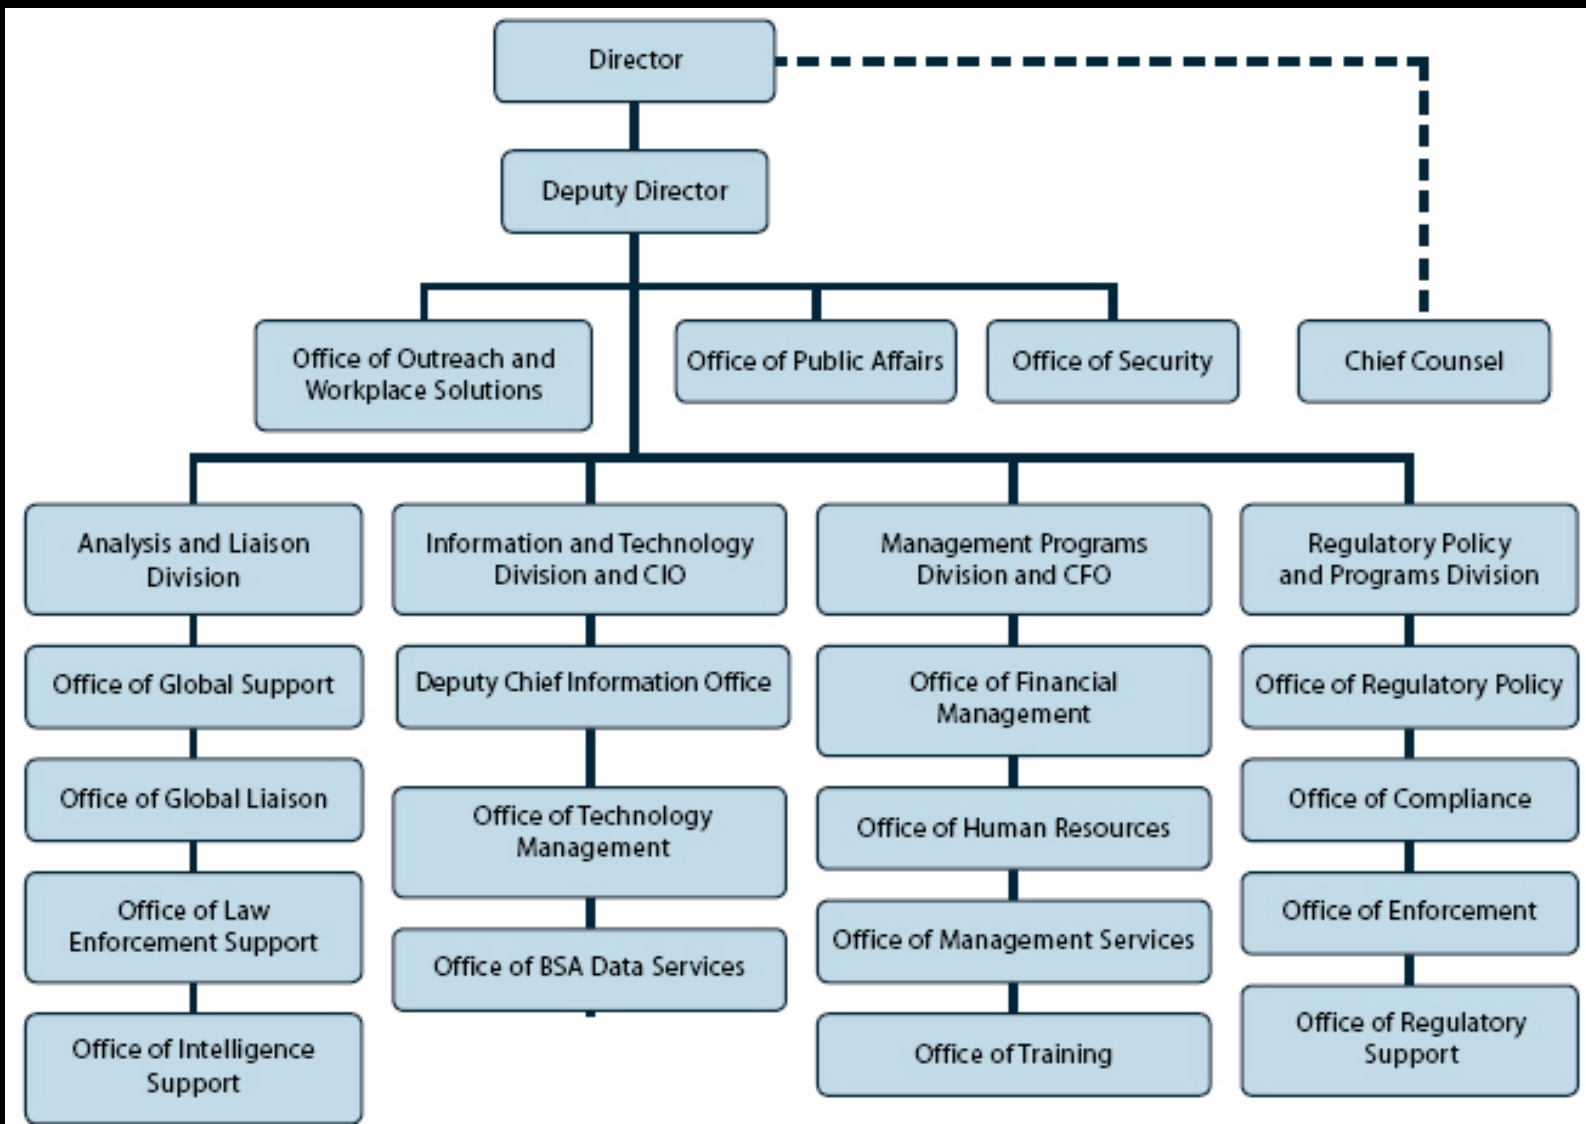 Director
Deputy Director
Office of Outreach and
Workplace Solutions
Office of Public Affairs
Office of Security
Chief Counsel
Analysis and Liaison
Division
Office of Global Support
Office of Global Liaison
Office of Law
Enforcement Support
Office of Intelligence
Support
Information and Technology
Division and CIO
Deputy Chief Information Office
Office of Technology
Management
Office of BSA Data Services
Management Programs
Division and CFO
Office of Financial
Management
Office of Human Resources
Office of Management Services
Office of Training
Regulatory Policy
and Programs Division
Office of Regulatory Policy
Office of Compliance
Office of Enforcement
Office of Regulatory
Support